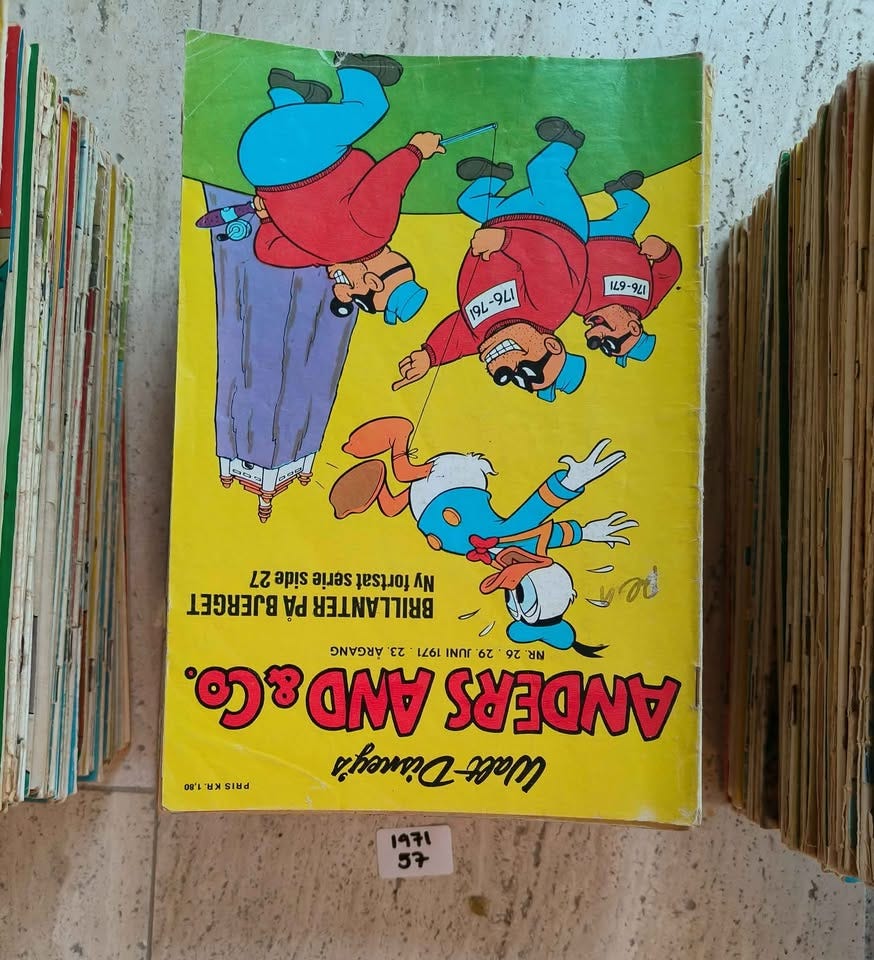 PRIS KR. 1,80
Walt Disney's
ANDERS AND & Co.
NR. 26 . 29. JUNI 1971 . 23. ÅRGANG
BRILLANTER PÅ BJERGET
Ny fortsat serie side 27
176-761
176-671
1971
57